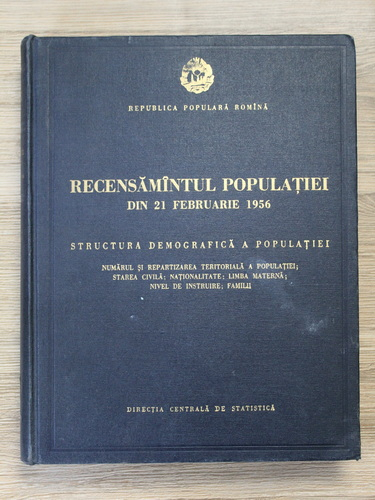 REPUBLICA POPULARĂ ROMÎNĂ
RECENSĂMÎNTUL POPULAȚIEI
DIN 21 FEBRUARIE 1956
STRUCTURA DEMOGRAFICĂ A POPULAȚIEI
NUMĂRUL ȘI REPARTIZAREA TERITORIALĂ A POPULAȚIEI;
STAREA CIVILĂ; NAȚIONALITATE; LIMBA MATERNĂ;
NIVEL DE INSTRUIRE; FAMILII
DIRECȚIA CENTRALĂ DE STATISTICĂ